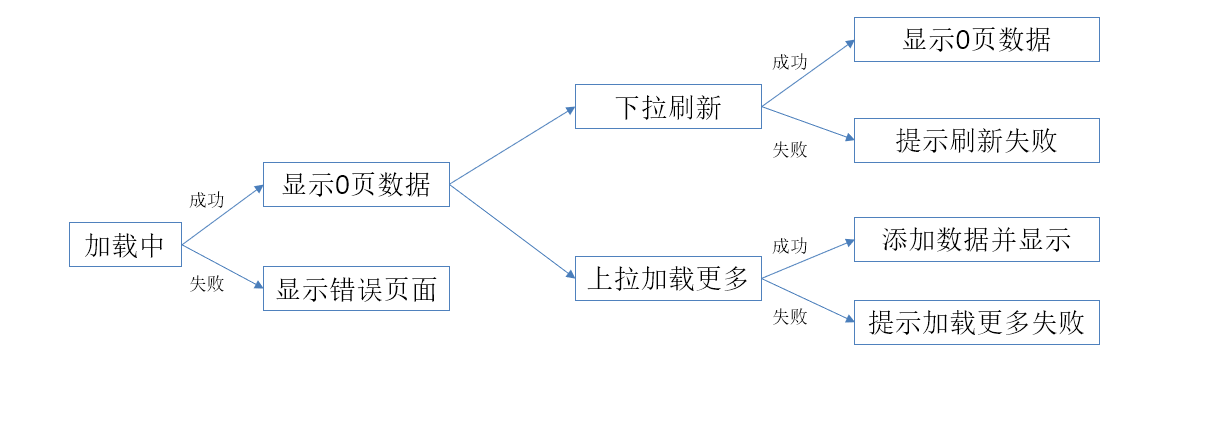 加载中
成功
失败
显示0页数据
显示错误页面
下拉刷新
上拉加载更多
成功
失败
显示0页数据
提示刷新失败
成功
失败
添加数据并显示
提示加载更多失败